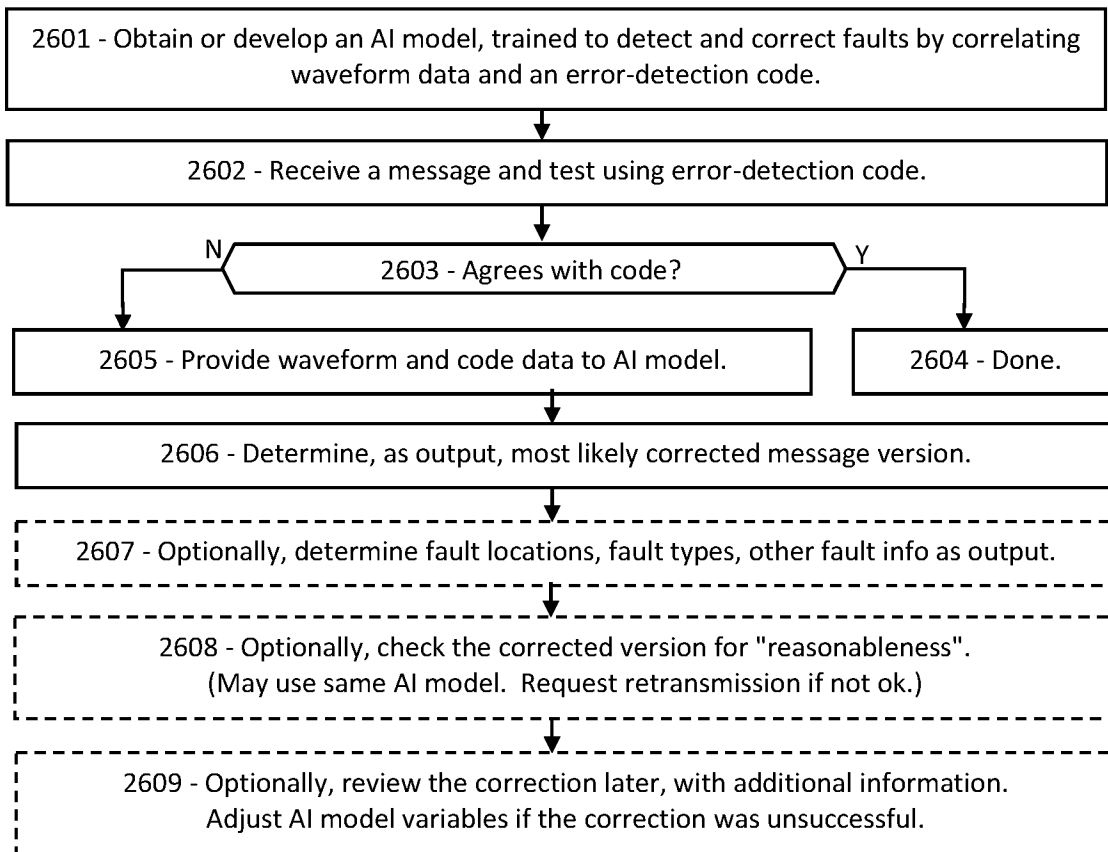 2601 - Obtain or develop an AI model, trained to detect and correct faults by correlating
waveform data and an error-detection code.
2602 - Receive a message and test using error-detection code.
N
2603 - Agrees with code?
Y
2605 - Provide waveform and code data to AI model.
2604 - Done.
2606 - Determine, as output, most likely corrected message version.
2607 - Optionally, determine fault locations, fault types, other fault info as output.
2608 - Optionally, check the corrected version for "reasonableness".
(May use same AI model.  Request retransmission if not ok.)
2609 - Optionally, review the correction later, with additional information.
Adjust AI model variables if the correction was unsuccessful.